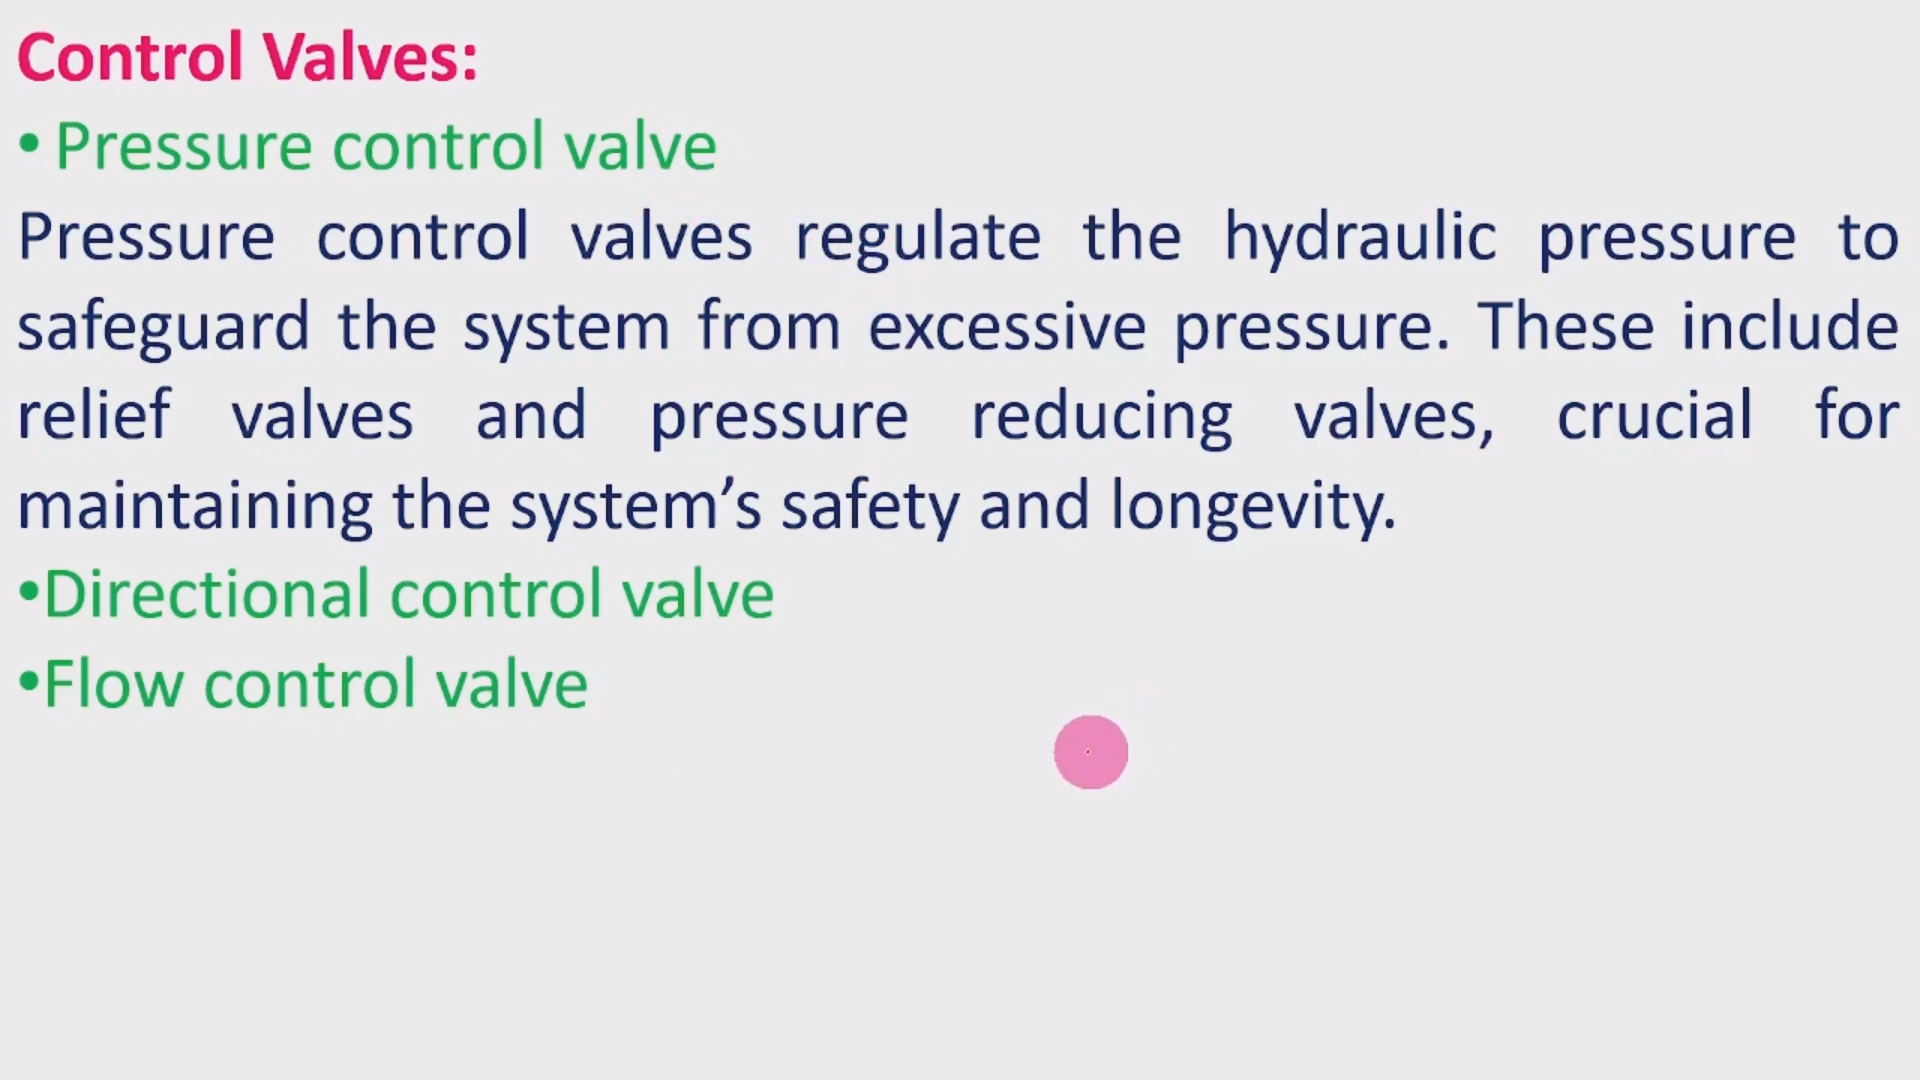 Control Valves:
• Pressure control valve
Pressure control valves regulate the hydraulic pressure to
safeguard the system from excessive pressure. These include
relief valves and pressure reducing valves, crucial for
maintaining the system’s safety and longevity.
•Directional control valve
•Flow control valve